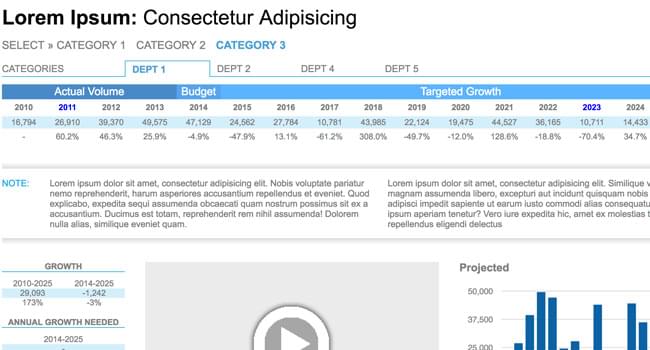 Lorem Ipsum: Consectetur Adipisicing
SELECT » CATEGORY 1 CATEGORY 2 CATEGORY 3
CATEGORIES DEPT 1 DEPT 2 DEPT 4 DEPT 5
Actual Volume Budget Targeted Growth
2010 2011 2012 2013 2014 2015 2016 2017 2018 2019 2020 2021 2022 2023 2024
16,794 26,910 39,370 49,575 47,129 24,562 27,784 10,781 43,985 22,124 19,475 44,527 36,165 10,711 14,433
- 60.2% 46.3% 25.9% -4.9% -47.9% 13.1% -61.2% 308.0% -49.7% -12.0% 128.6% -18.8% -70.4% 34.7%
NOTE:
Lorem ipsum dolor sit amet, consectetur adipisicing elit. Nobis voluptate pariatur
nemo reprehenderit, harum asperiores accusantium repellendus et eveniet. Quod
explicabo, expedita sequi assumenda obcaecati quam nostrum possimus sit ex a
accusantium. Ducimus est totam, reprehenderit rem nihil assumenda! Dolorem
nulla alias, similique eveniet quam.
Lorem ipsum dolor sit amet, consectetur adipisicing elit. Similique v
magnam assumenda libero, excepturi aut incidunt quisquam nobis
adipisci impedit sapiente ut earum iusto commodi alias consequatu
ipsum aperiam tenetur? Vero iure expedita hic, amet ex molestias t
repellendus eligendi delectus
GROWTH
2010-2025 2014-2025
29,093 -1,242
173% -3%
ANNUAL GROWTH NEEDED
2014-2025
Projected
50,000
37,500
25,000